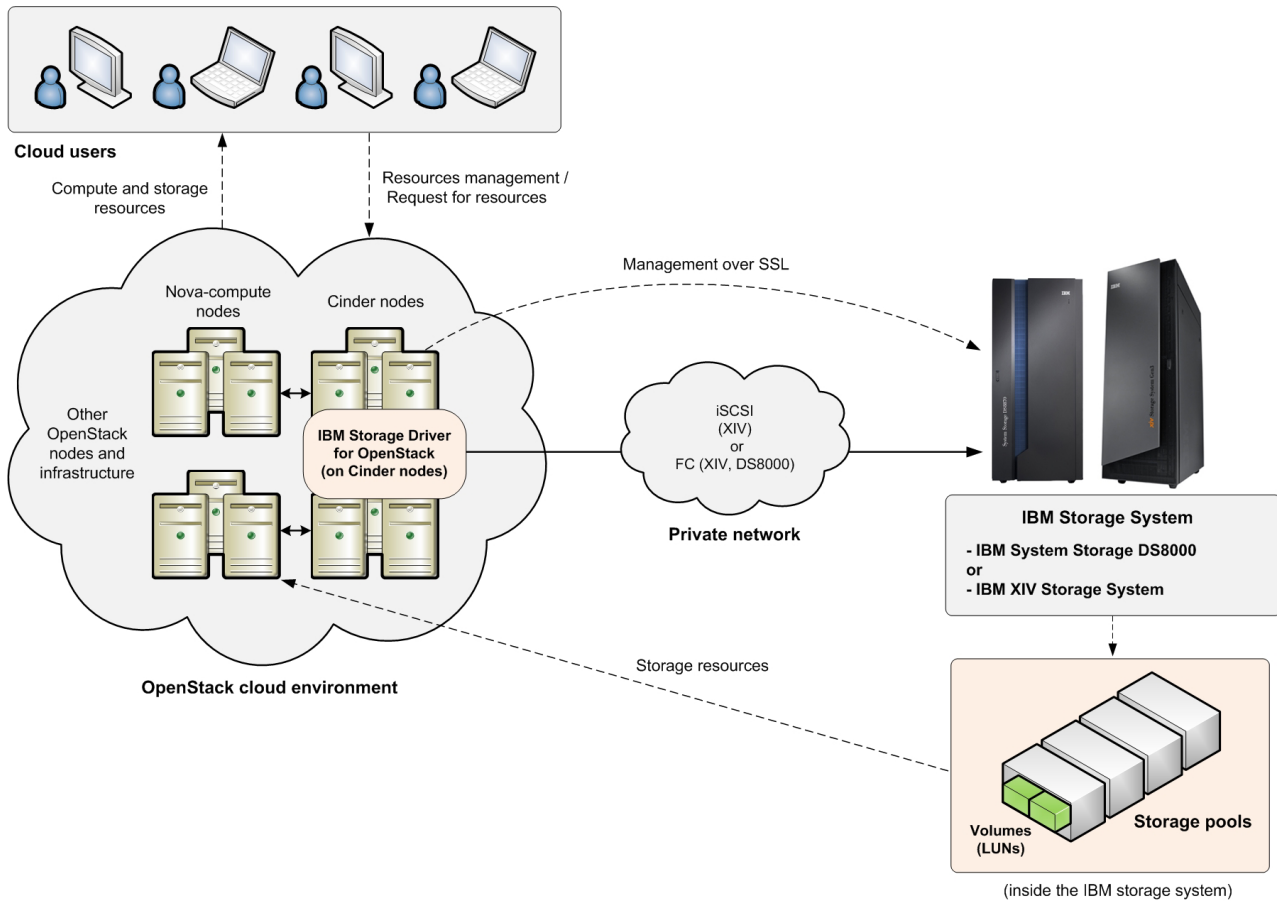 Cloud users
Compute and storage
resources
Resources management /
Request for resources
Management over SSL
Nova-compute
nodes
Cinder nodes
Other
OpenStack
nodes and
infrastructure
IBM Storage Driver
for OpenStack
(on Cinder nodes)
iSCSI
(XIV)
or
FC (XIV, DS8000)
Private network
IBM
IBM
IBM Storage System
- IBM System Storage DS8000
or
- IBM XIV Storage System
OpenStack cloud environment
Storage resources
Volumes
(LUNs)
Storage pools
(inside the IBM storage system)